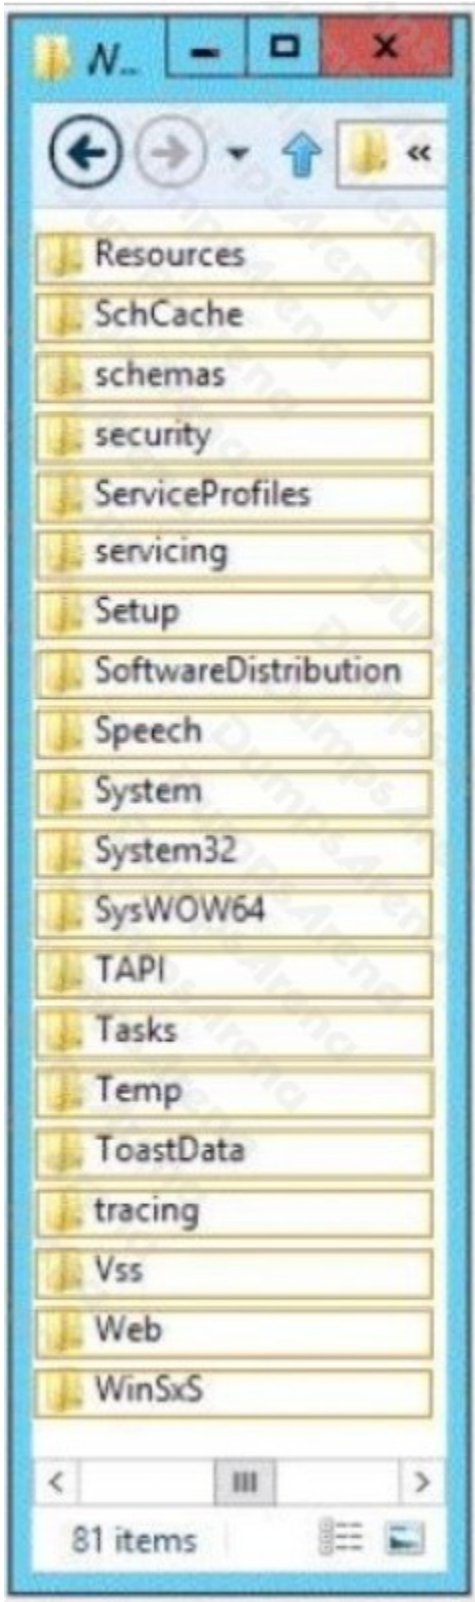 N...
«
Resources
SchCache
schemas
security
ServiceProfiles
servicing
Setup
SoftwareDistribution
Speech
System
System32
SysWOW64
TAPI
Tasks
Temp
ToastData
tracing
Vss
Web
WinSxS
81 items
DumpsArena